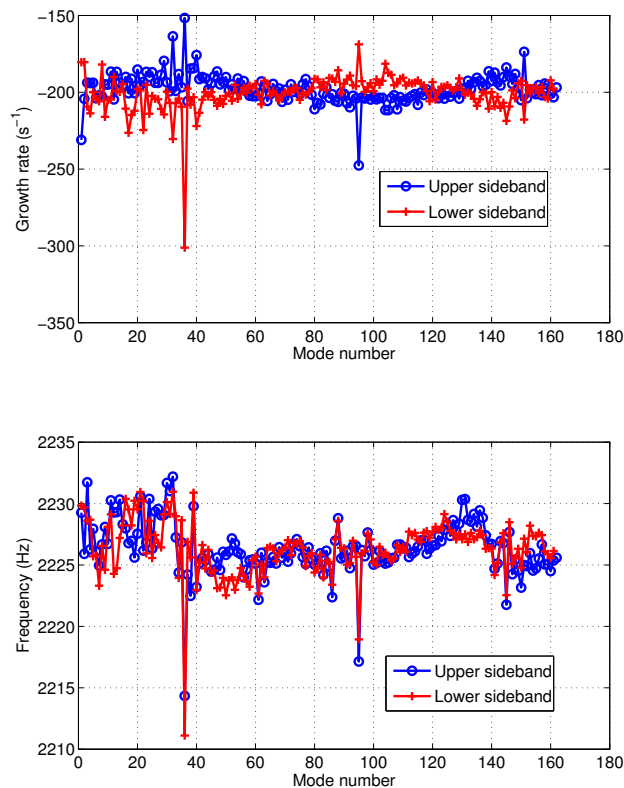 −150
−200
−250
−300
−350
Growth rate (s−1)
0 20 40 60 80 100 120 140 160 180
Mode number
Upper sideband
Lower sideband
2235
2230
2225
2220
2215
2210
Frequency (Hz)
0 20 40 60 80 100 120 140 160 180
Mode number
Upper sideband
Lower sideband